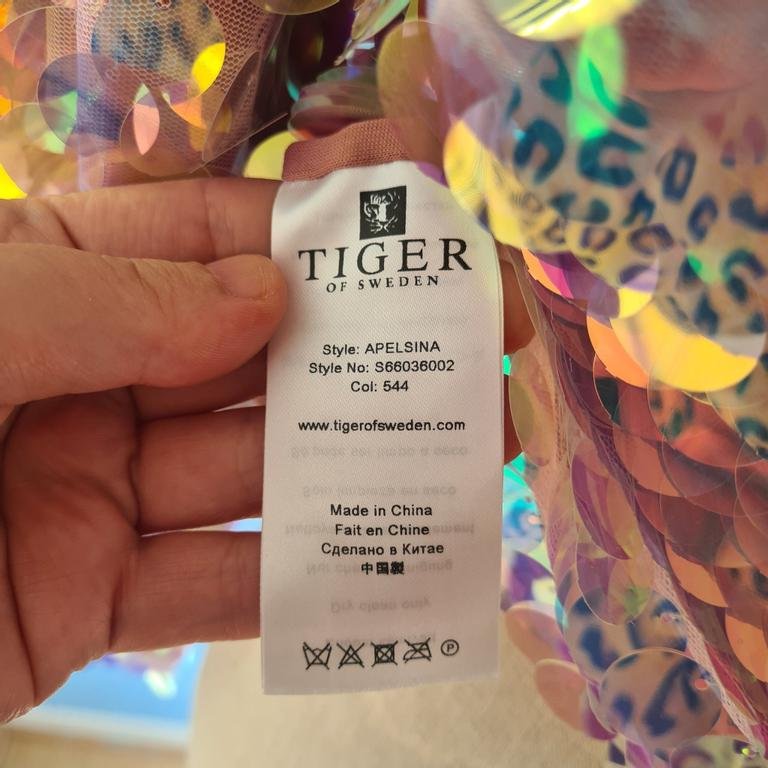 TIGER
OF SWEDEN
Style: APELSINA
Style No: S66036002
Col: 544
www.tigerofsweden.com
Made in China
Fait en Chine
Сделано в Китае
中国製
P